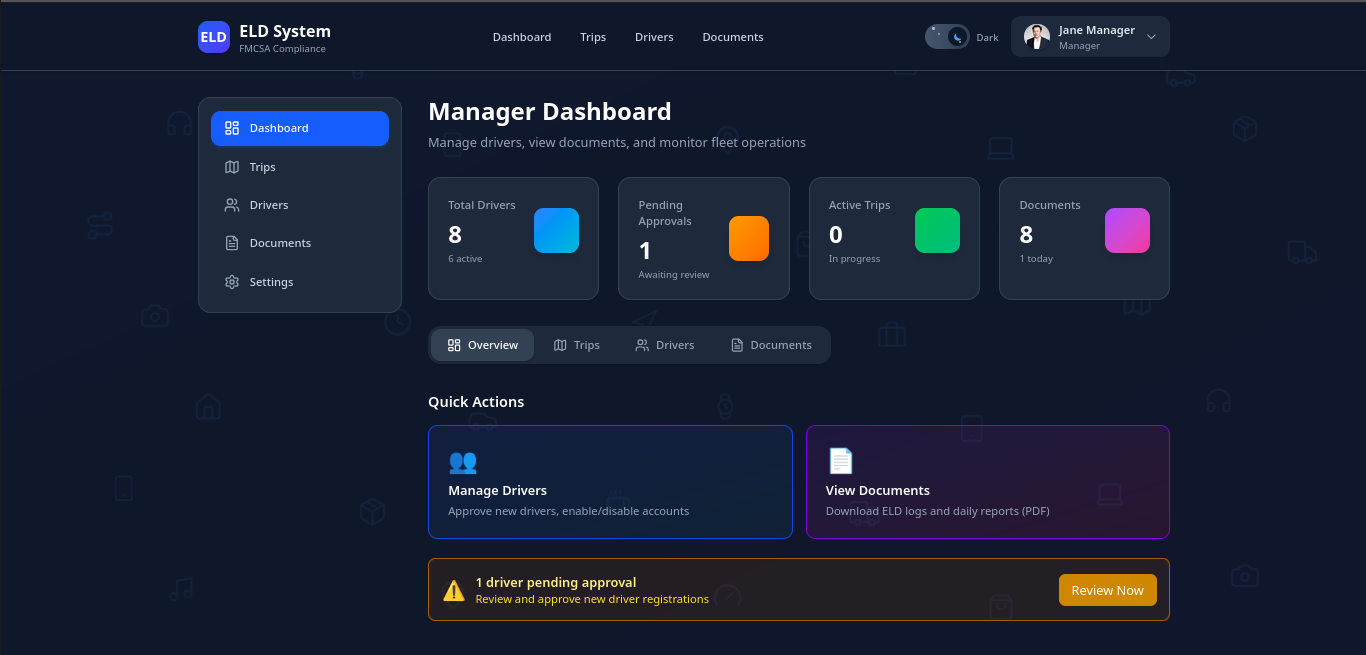 ELD
ELD System
FMCSA Compliance
Dashboard
Trips
Drivers
Documents
Dark
Jane Manager
Manager
Dashboard
Trips
Drivers
Documents
Settings
Manager Dashboard
Manage drivers, view documents, and monitor fleet operations
Total Drivers
8
6 active
Pending
Approvals
1
Awaiting review
Active Trips
0
In progress
Documents
8
1 today
Overview
Trips
Drivers
Documents
Quick Actions
Manage Drivers
Approve new drivers, enable/disable accounts
View Documents
Download ELD logs and daily reports (PDF)
1 driver pending approval
Review and approve new driver registrations
Review Now